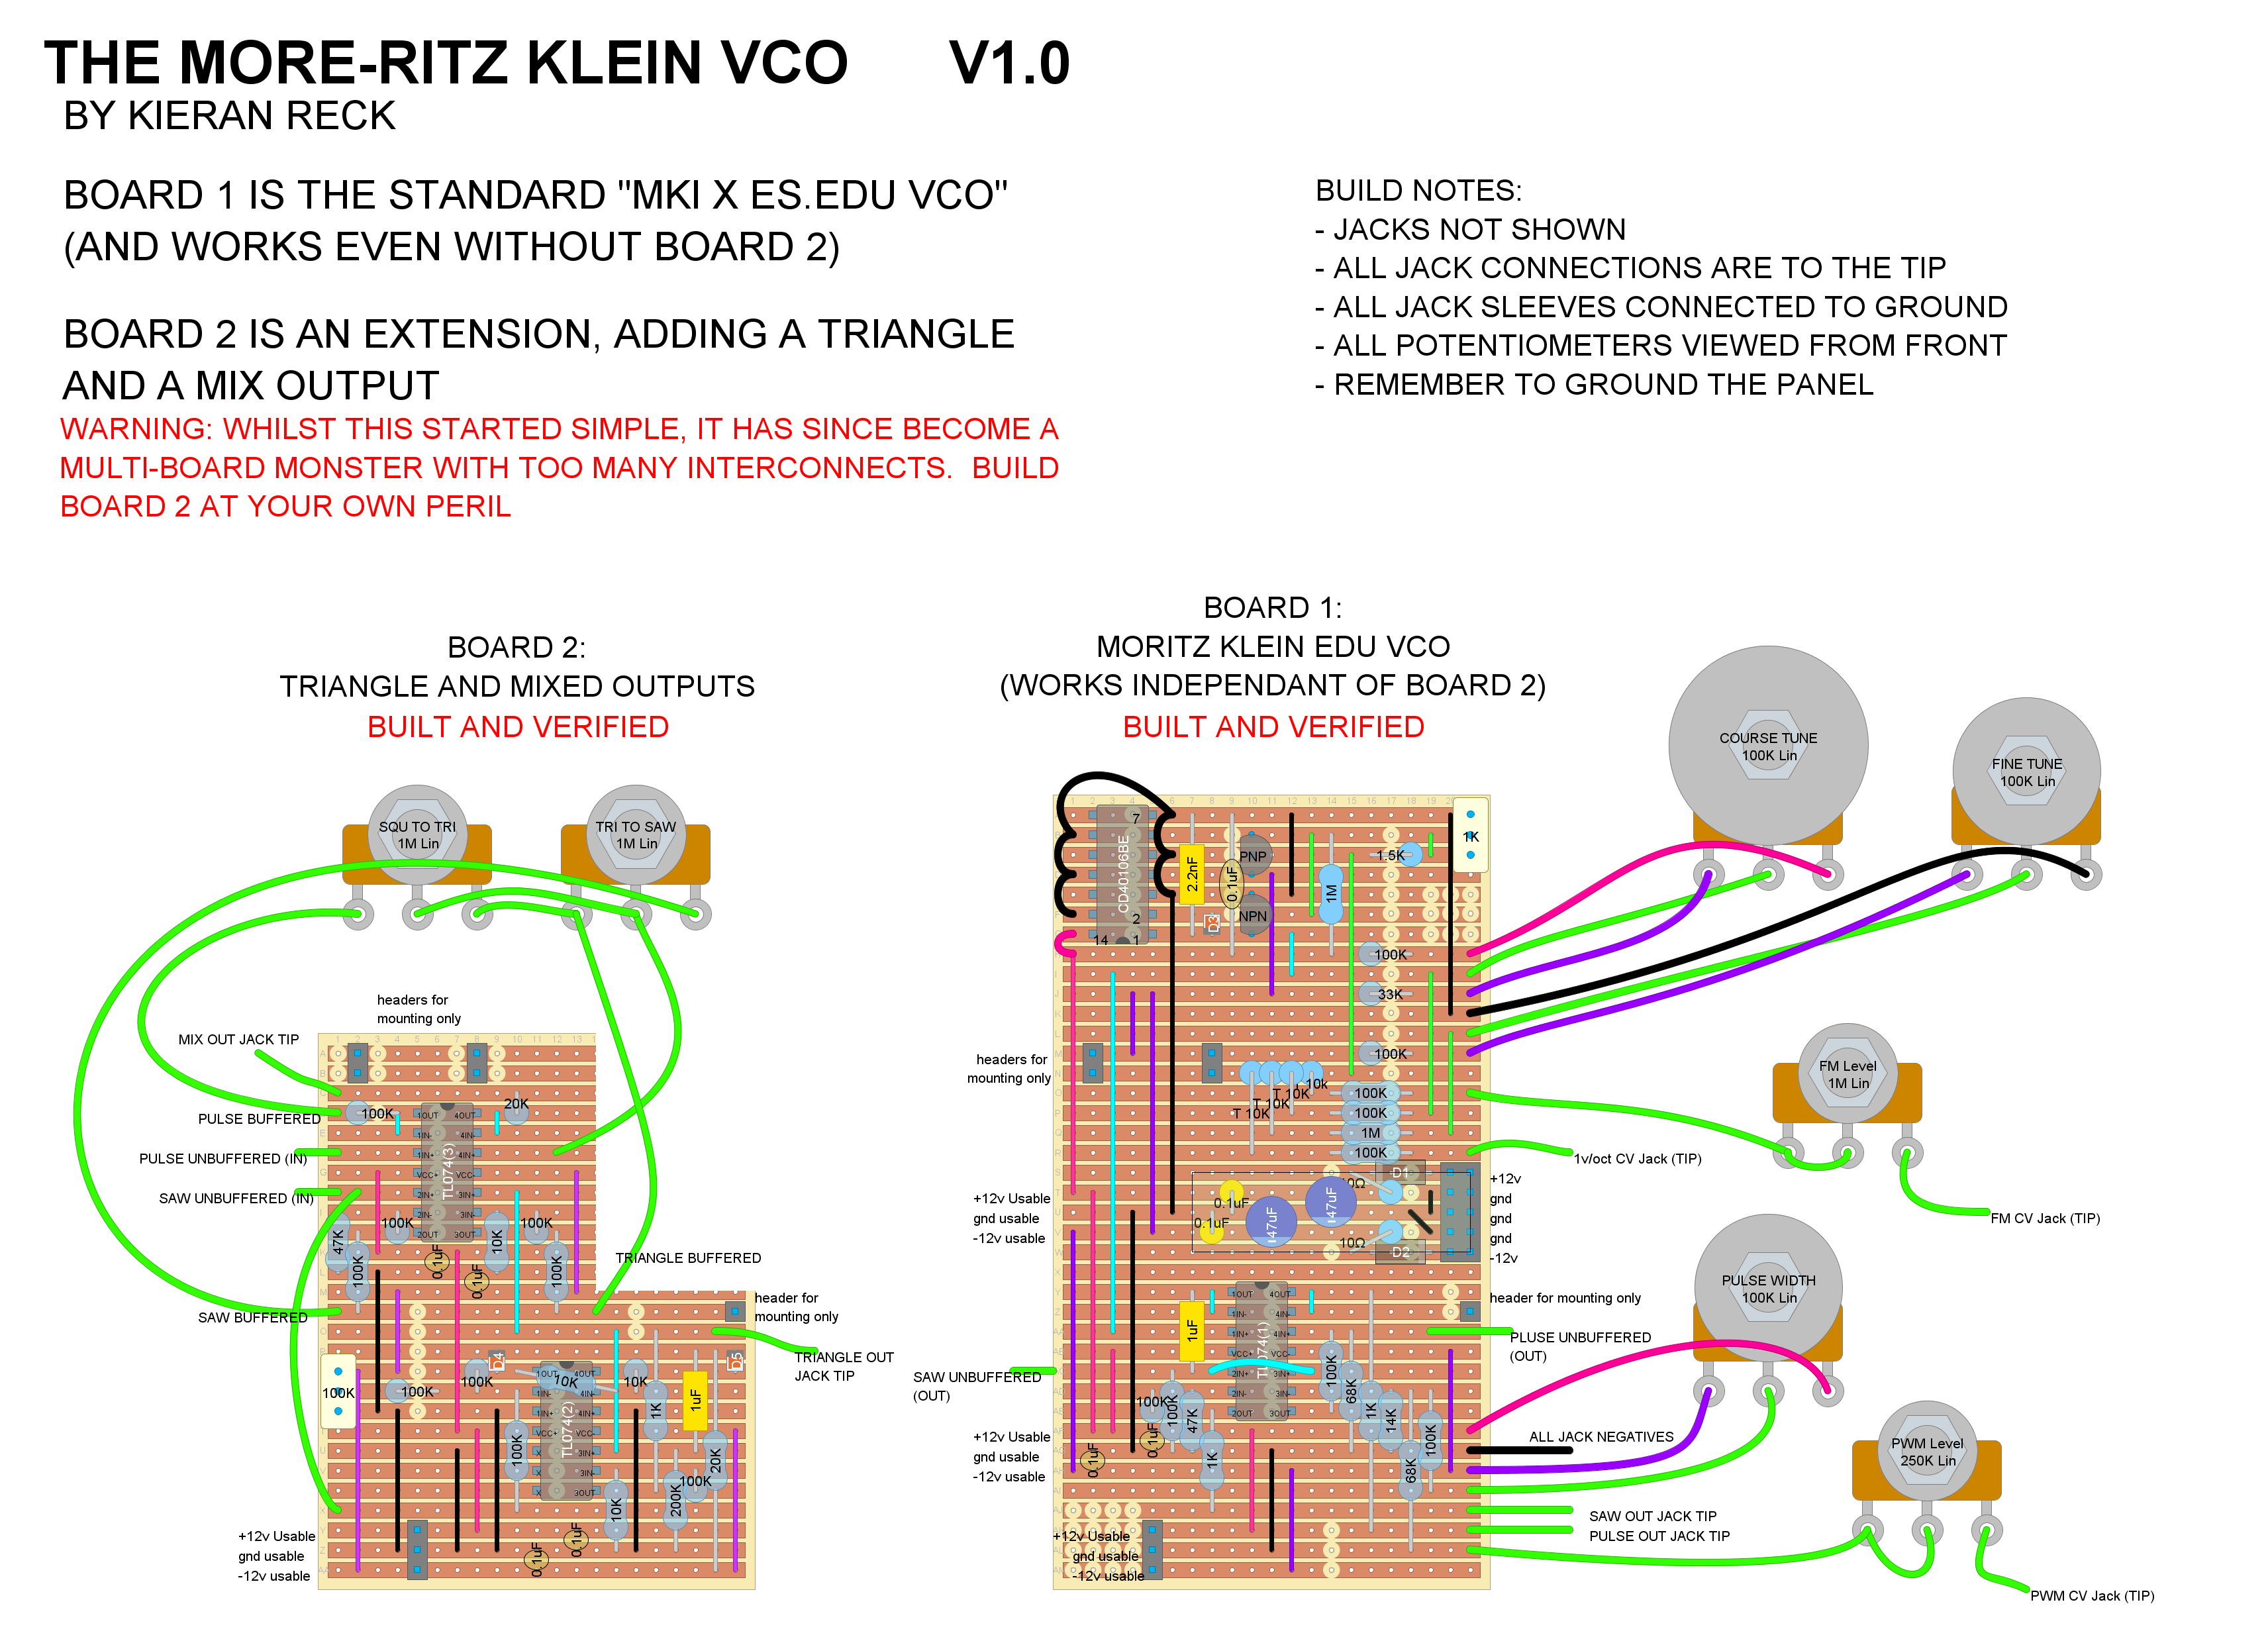 THE MORE-RITZ KLEIN VCO V1.0
BY KIERAN RECK
BOARD 1 IS THE STANDARD "MKI X ES.EDU VCO"
(AND WORKS EVEN WITHOUT BOARD 2)
BOARD 2 IS AN EXTENSION, ADDING A TRIANGLE
AND A MIX OUTPUT
WARNING: WHILST THIS STARTED SIMPLE, IT HAS SINCE BECOME A
MULTI-BOARD MONSTER WITH TOO MANY INTERCONNECTS. BUILD
BOARD 2 AT YOUR OWN PERIL
BUILD NOTES:
- JACKS NOT SHOWN
- ALL JACK CONNECTIONS ARE TO THE TIP
- ALL JACK SLEEVES CONNECTED TO GROUND
- ALL POTENTIOMETERS VIEWED FROM FRONT
- REMEMBER TO GROUND THE PANEL
BOARD 2:
TRIANGLE AND MIXED OUTPUTS
BUILT AND VERIFIED
SQU TO TRI
1M Lin
TRI TO SAW
1M Lin
headers for
mounting only
MIX OUT JACK TIP
PULSE BUFFERED
PULSE UNBUFFERED (IN)
SAW UNBUFFERED (IN)
SAW BUFFERED
TRIANGLE BUFFERED
header for
mounting only
TRIANGLE OUT
JACK TIP
+12v Usable
gnd usable
-12v usable
100K
20K
TL074(3)
47K
100K
100K
10K
100K
100K
0.1uF
0.1uF
D4
D5
100K
100K
100K
10K
10K
1K
1uF
TL074(2)
100K
20K
100K
200K
10K
0.1uF
0.1uF
BOARD 1:
MORITZ KLEIN EDU VCO
(WORKS INDEPENDANT OF BOARD 2)
BUILT AND VERIFIED
CD40106BE
7
2
14
1
2.2nF
0.1uF
PNP
NPN
D3
1M
1.5K
1K
100K
33K
100K
headers for
mounting only
10k
T 10K
T 10K
T 10K
100K
100K
1M
100K
D1
D2
10Ω
10Ω
47uF
47uF
0.1uF
0.1uF
+12v
gnd
gnd
gnd
-12v
+12v Usable
gnd usable
-12v usable
header for mounting only
PLUSE UNBUFFERED
(OUT)
SAW UNBUFFERED
(OUT)
1uF
TL074(1)
100K
68K
1K
14K
100K
68K
100K
100K
47K
1K
0.1uF
0.1uF
+12v Usable
gnd usable
-12v usable
+12v Usable
gnd usable
-12v usable
ALL JACK NEGATIVES
SAW OUT JACK TIP
PULSE OUT JACK TIP
COURSE TUNE
100K Lin
FINE TUNE
100K Lin
FM Level
1M Lin
1v/oct CV Jack (TIP)
FM CV Jack (TIP)
PULSE WIDTH
100K Lin
PWM Level
250K Lin
PWM CV Jack (TIP)